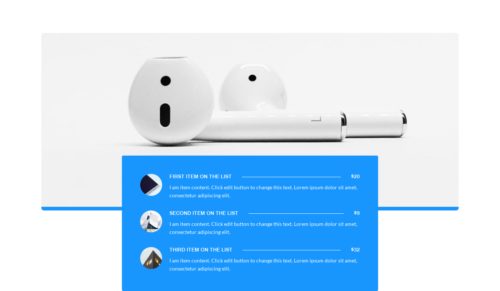 FIRST ITEM ON THE LIST $20
I am item content. Click edit button to change this text. Lorem ipsum dolor sit amet,
consectetur adipiscing elit.
SECOND ITEM ON THE LIST $9
I am item content. Click edit button to change this text. Lorem ipsum dolor sit amet,
consectetur adipiscing elit.
THIRD ITEM ON THE LIST $32
I am item content. Click edit button to change this text. Lorem ipsum dolor sit amet,
consectetur adipiscing elit.